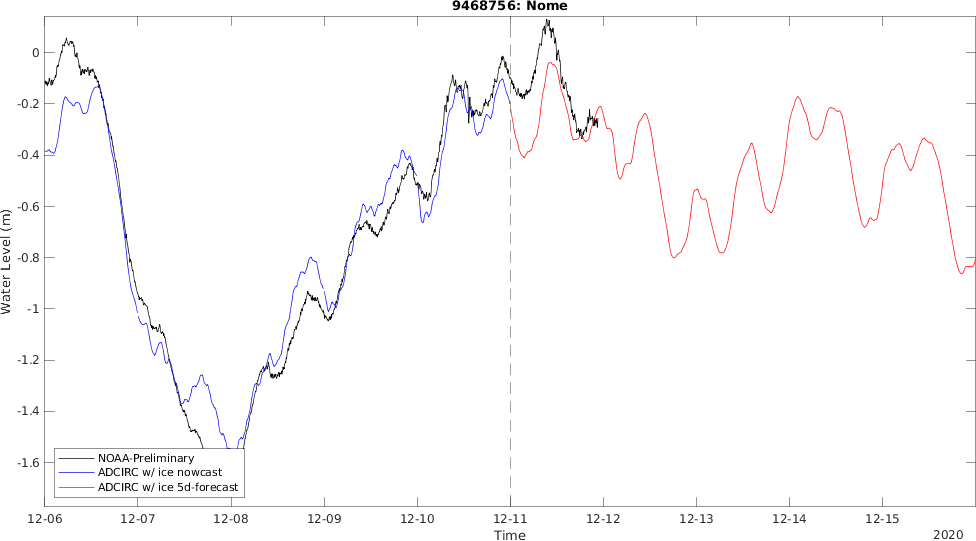 9468756: Nome
Water Level (m)
0
-0.2
-0.4
-0.6
-0.8
-1
-1.2
-1.4
-1.6
NOAA-Preliminary
ADCIRC w/ ice nowcast
ADCIRC w/ ice 5d-forecast
12-06 12-07 12-08 12-09 12-10 12-11 12-12 12-13 12-14 12-15
Time
2020